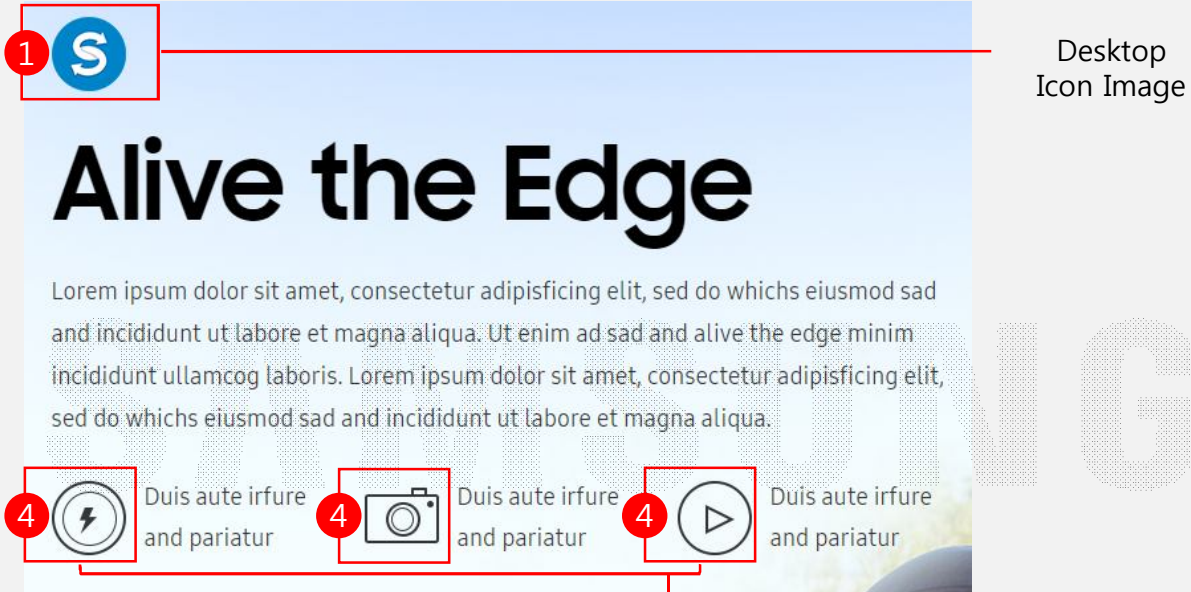 1
S
Desktop
Icon Image
Alive the Edge
Lorem ipsum dolor sit amet, consectetur adipisficing elit, sed do whichs eiusmod sad
and incididunt ut labore et magna aliqua. Ut enim ad sad and alive the edge minim
incididunt ullamcog laboris. Lorem ipsum dolor sit amet, consectetur adipisficing elit,
sed do whichs eiusmod sad and incididunt ut labore et magna aliqua.
SAMSUNG
4
Duis aute irfure
and pariatur
4
Duis aute irfure
and pariatur
4
Duis aute irfure
and pariatur